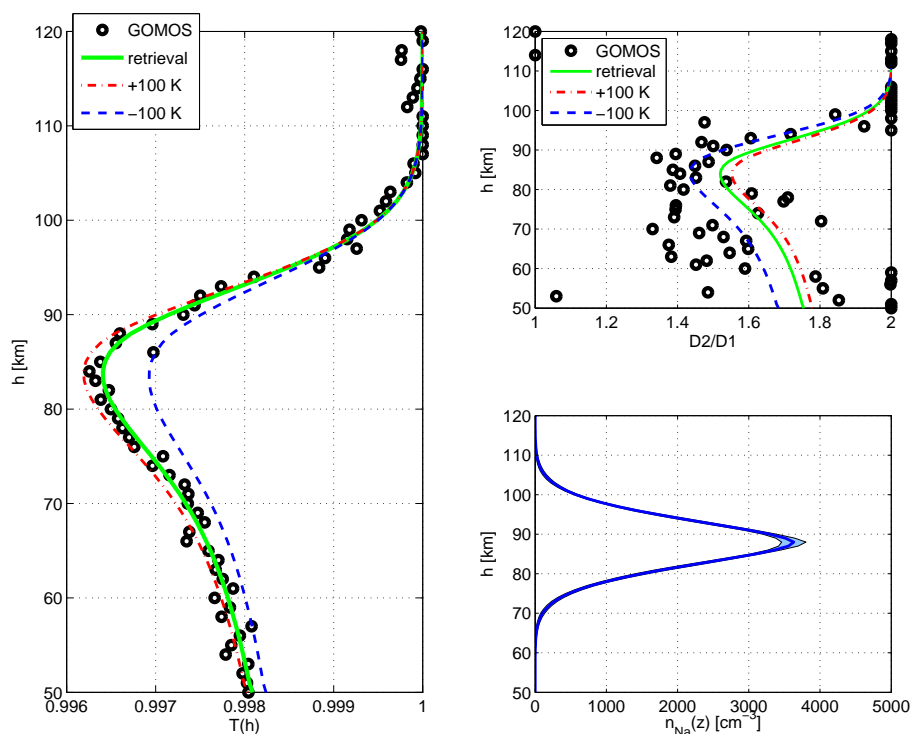 120
110
100
90
80
70
60
50
h [km]
0.996
0.997
0.998
0.999
1
T(h)
GOMOS
retrieval
+100 K
−100 K
120
110
100
90
80
70
60
50
h [km]
1
1.2
1.4
1.6
1.8
2
D2/D1
GOMOS
retrieval
+100 K
−100 K
120
110
100
90
80
70
60
50
h [km]
0
1000
2000
3000
4000
5000
n_Na(z) [cm⁻³]